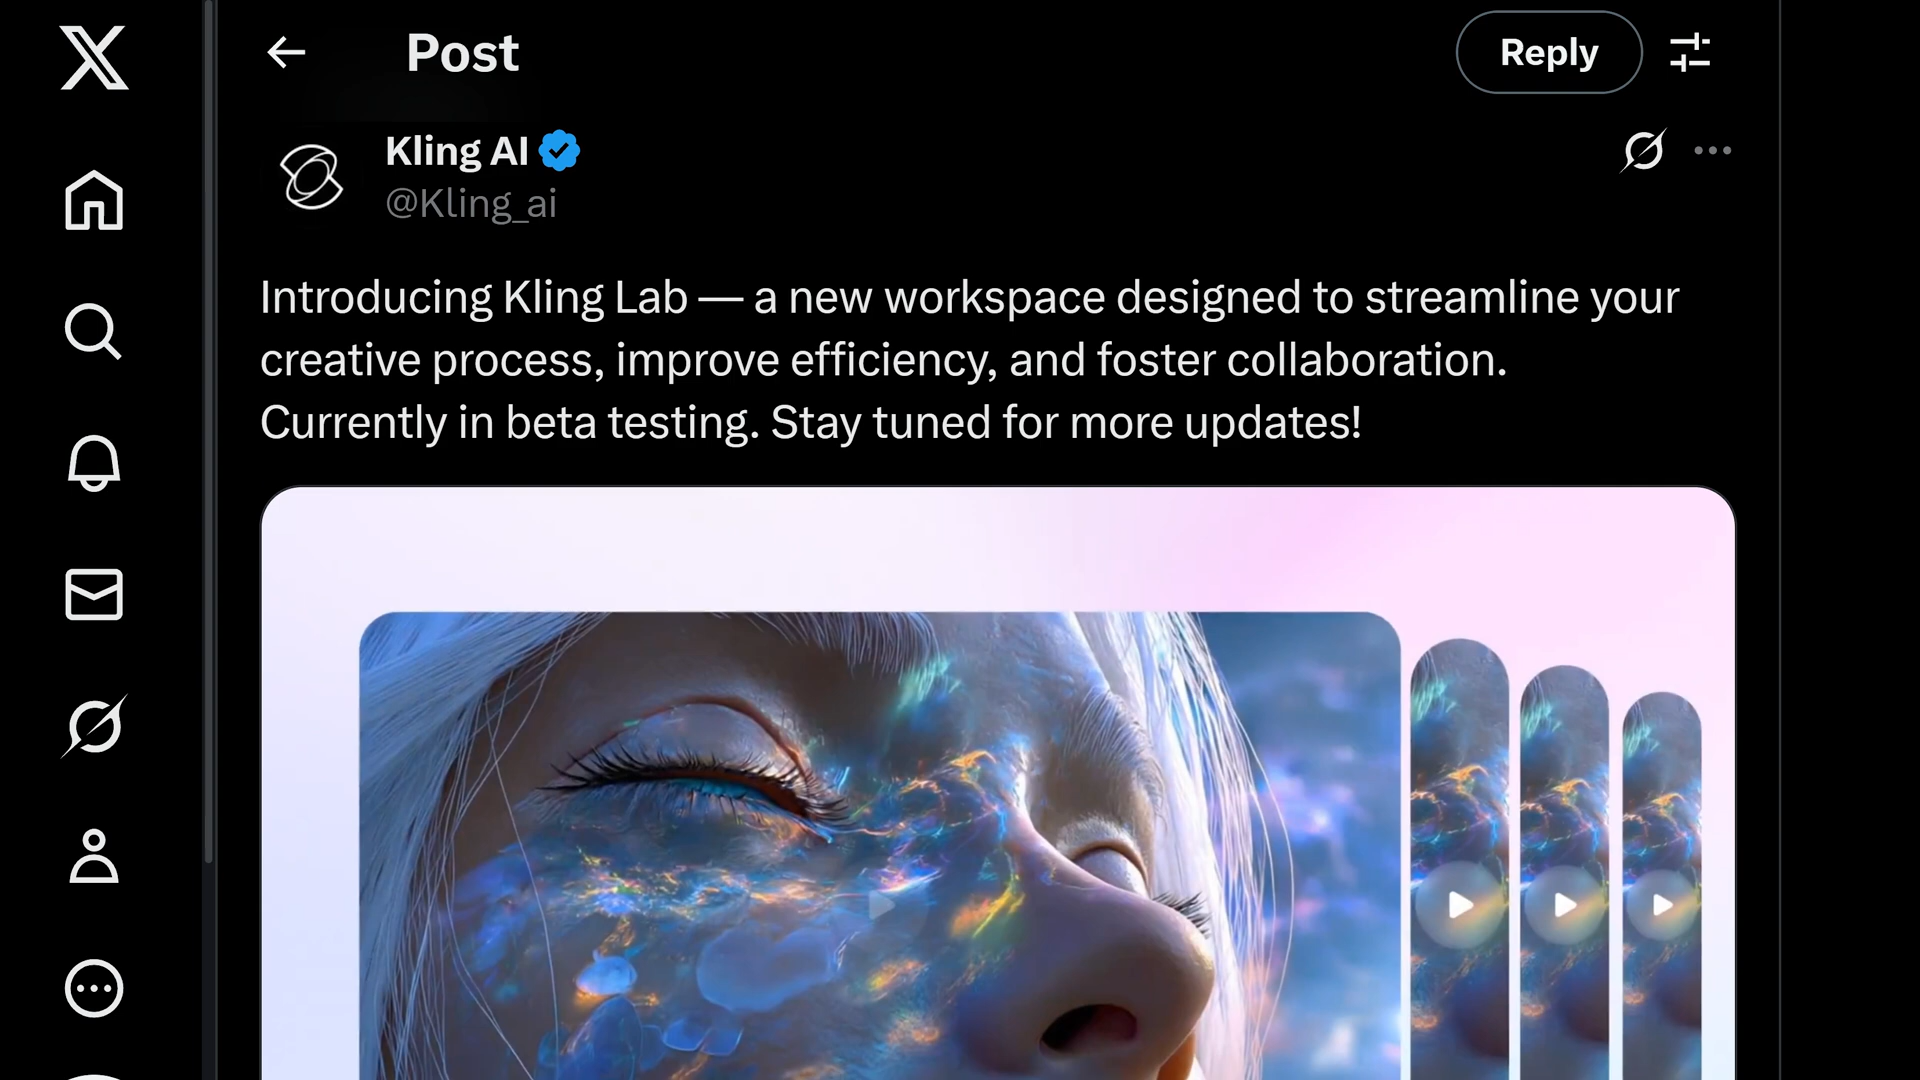 Post
Reply
Kling AI
@Kling_ai
Introducing Kling Lab — a new workspace designed to streamline your
creative process, improve efficiency, and foster collaboration.
Currently in beta testing. Stay tuned for more updates!